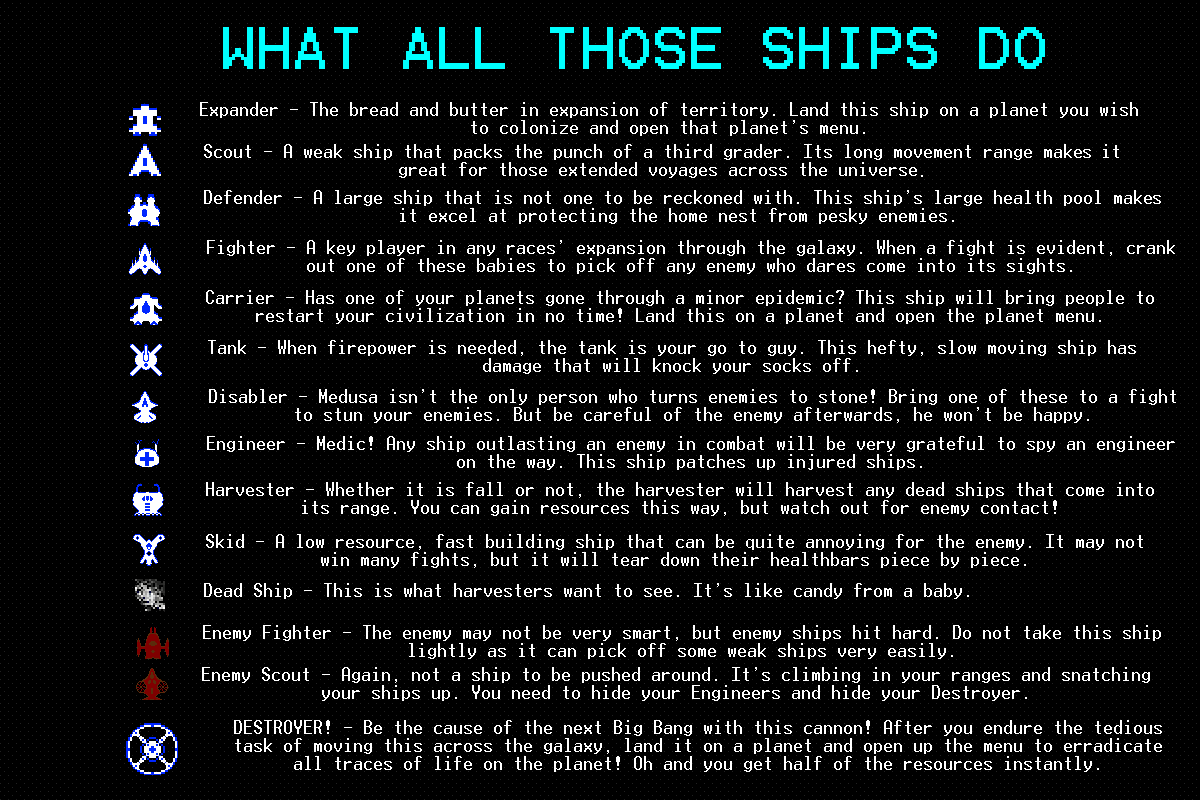 WHAT ALL THOSE SHIPS DO
Expander - The bread and butter in expansion of territory. Land this ship on a planet you wish
to colonize and open that planet's menu.
Scout - A weak ship that packs the punch of a third grader. Its long movement range makes it
great for those extended voyages across the universe.
Defender - A large ship that is not one to be reckoned with. This ship's large health pool makes
it excel at protecting the home nest from pesky enemies.
Fighter - A key player in any races' expansion through the galaxy. When a fight is evident, crank
out one of these babies to pick off any enemy who dares come into its sights.
Carrier - Has one of your planets gone through a minor epidemic? This ship will bring people to
restart your civilization in no time! Land this on a planet and open the planet menu.
Tank - When firepower is needed, the tank is your go to guy. This hefty, slow moving ship has
damage that will knock your socks off.
Disabler - Medusa isn't the only person who turns enemies to stone! Bring one of these to a fight
to stun your enemies. But be careful of the enemy afterwards, he won't be happy.
Engineer - Medic! Any ship outlasting an enemy in combat will be very grateful to spy an engineer
on the way. This ship patches up injured ships.
Harvester - Whether it is fall or not, the harvester will harvest any dead ships that come into
its range. You can gain resources this way, but watch out for enemy contact!
Skid - A low resource, fast building ship that can be quite annoying for the enemy. It may not
win many fights, but it will tear down their healthbars piece by piece.
Dead Ship - This is what harvesters want to see. It's like candy from a baby.
Enemy Fighter - The enemy may not be very smart, but enemy ships hit hard. Do not take this ship
lightly as it can pick off some weak ships very easily.
Enemy Scout - Again, not a ship to be pushed around. It's climbing in your ranges and snatching
your ships up. You need to hide your Engineers and hide your Destroyer.
DESTROYER! - Be the cause of the next Big Bang with this cannon! After you endure the tedious
task of moving this across the galaxy, land it on a planet and open up the menu to erradicate
all traces of life on the planet! Oh and you get half of the resources instantly.